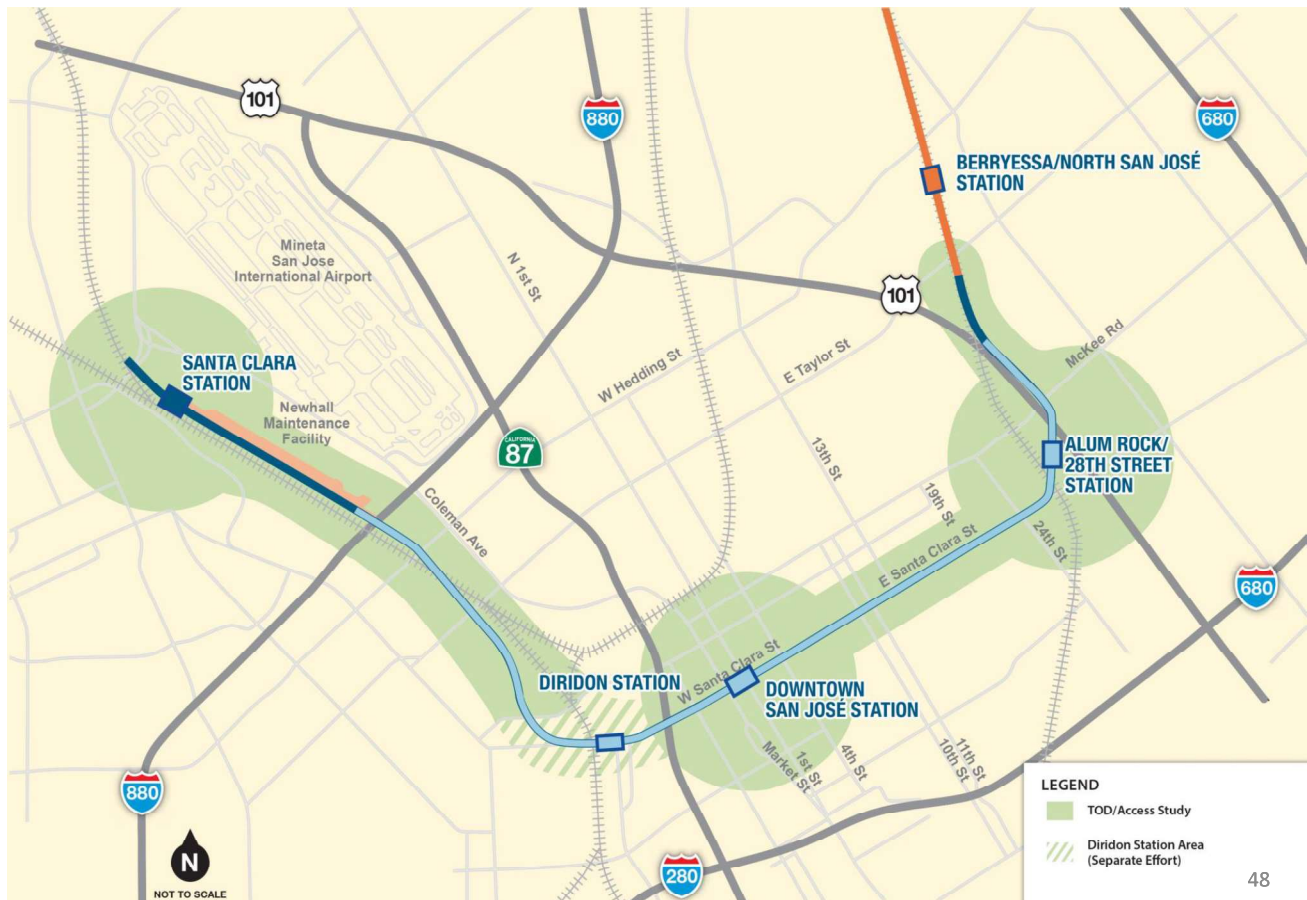 101
880
680
BERRYESSA/NORTH SAN JOSÉ
STATION
Mineta
San Jose
International Airport
N 1st St
101
McKee Rd
SANTA CLARA
STATION
W Hedding St
E Taylor St
Newhall
Maintenance
Facility
CALIFORNIA
87
13th St
ALUM ROCK/
28TH STREET
STATION
Coleman Ave
19th St
24th St
E Santa Clara St
680
W Santa Clara St
DIRIDON STATION
DOWNTOWN
SAN JOSÉ STATION
Market St
1st St
4th St
10th St
11th St
880
280
N
NOT TO SCALE
LEGEND
TOD/Access Study
Diridon Station Area
(Separate Effort)
48